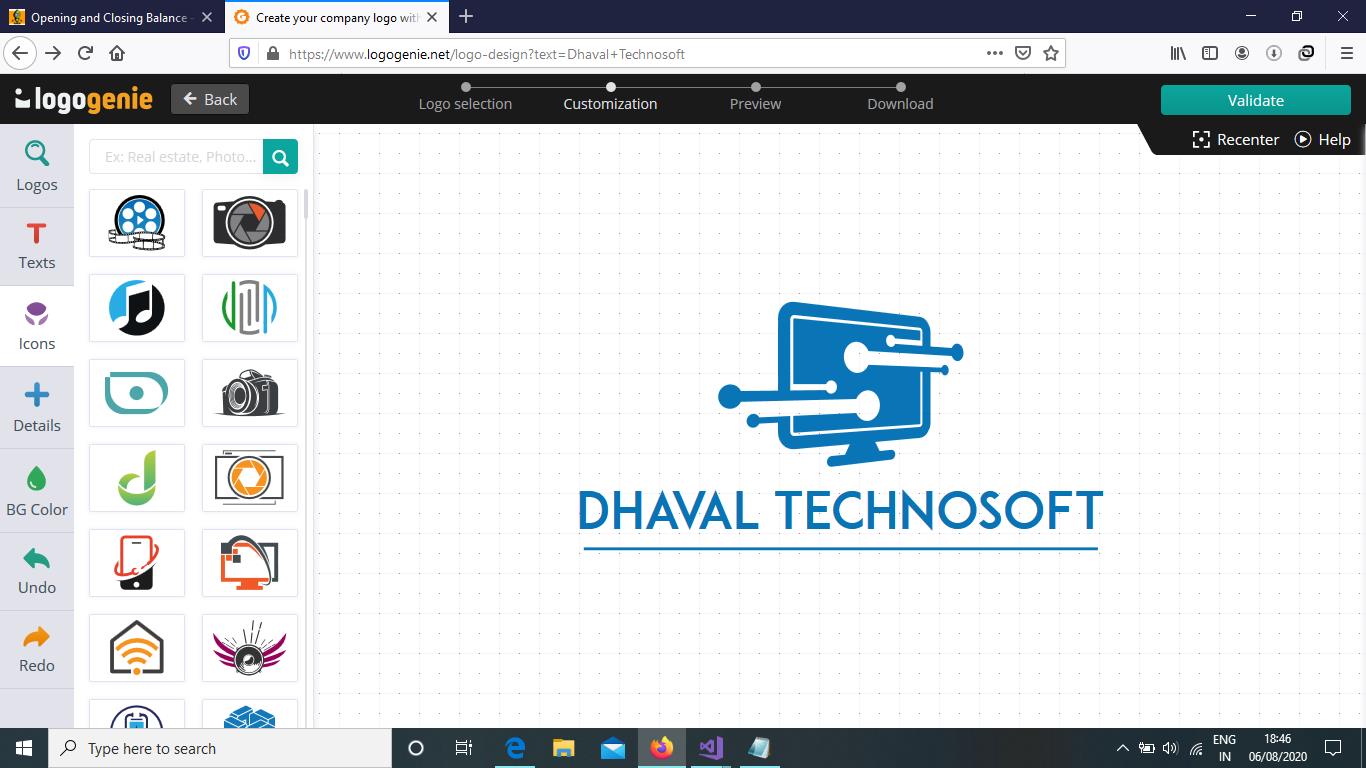 Opening and Closing Balance
Create your company logo with
https://www.logogenie.net/logo-design?text=Dhaval+Technosoft
logogenie
Back
Logo selection
Customization
Preview
Download
Validate
Recenter
Help
Logos
Texts
Icons
Details
BG Color
Undo
Redo
Ex: Real estate, Photo...
DHAVAL TECHNOSOFT
Type here to search
ENG
IN
18:46
06/08/2020